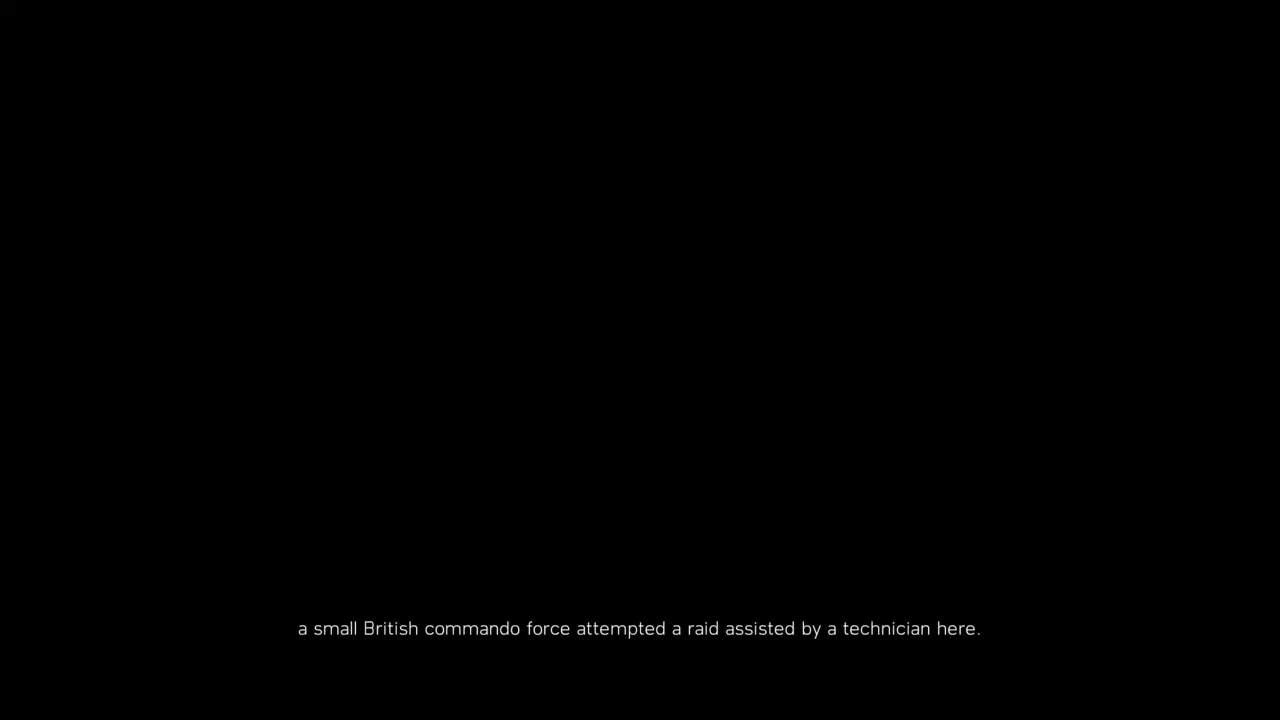 a small British commando force attempted a raid assisted by a technician here.